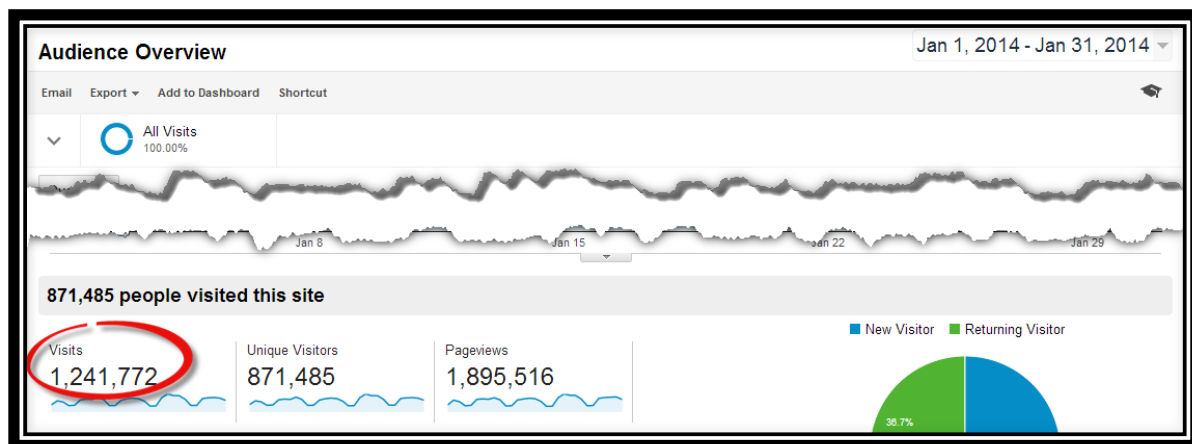 Audience Overview
Jan 1, 2014 - Jan 31, 2014
Email Export Add to Dashboard Shortcut
All Visits
100.00%
Jan 8 Jan 15 Jan 22 Jan 29
871,485 people visited this site
New Visitor Returning Visitor
Visits Unique Visitors Pageviews
1,241,772 871,485 1,895,516
36.7%